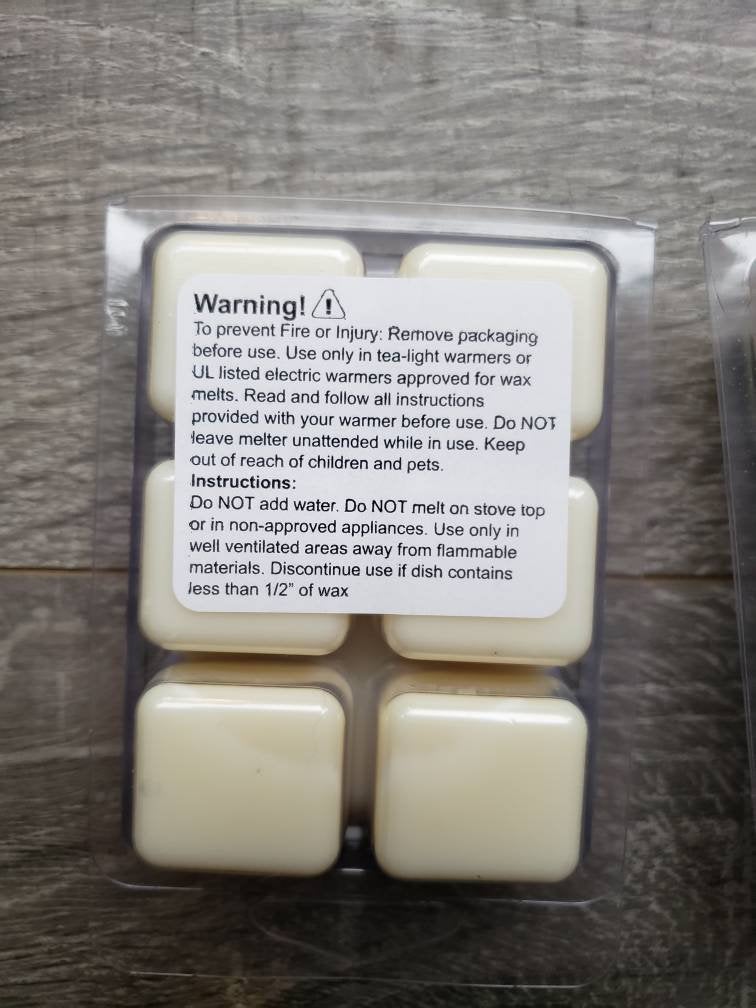 Warning! ⚠
To prevent Fire or Injury: Remove packaging
before use. Use only in tea-light warmers or
UL listed electric warmers approved for wax
melts. Read and follow all instructions
provided with your warmer before use. Do NOT
leave melter unattended while in use. Keep
out of reach of children and pets.
Instructions:
Do NOT add water. Do NOT melt on stove top
or in non-approved appliances. Use only in
well ventilated areas away from flammable
materials. Discontinue use if dish contains
less than 1/2” of wax